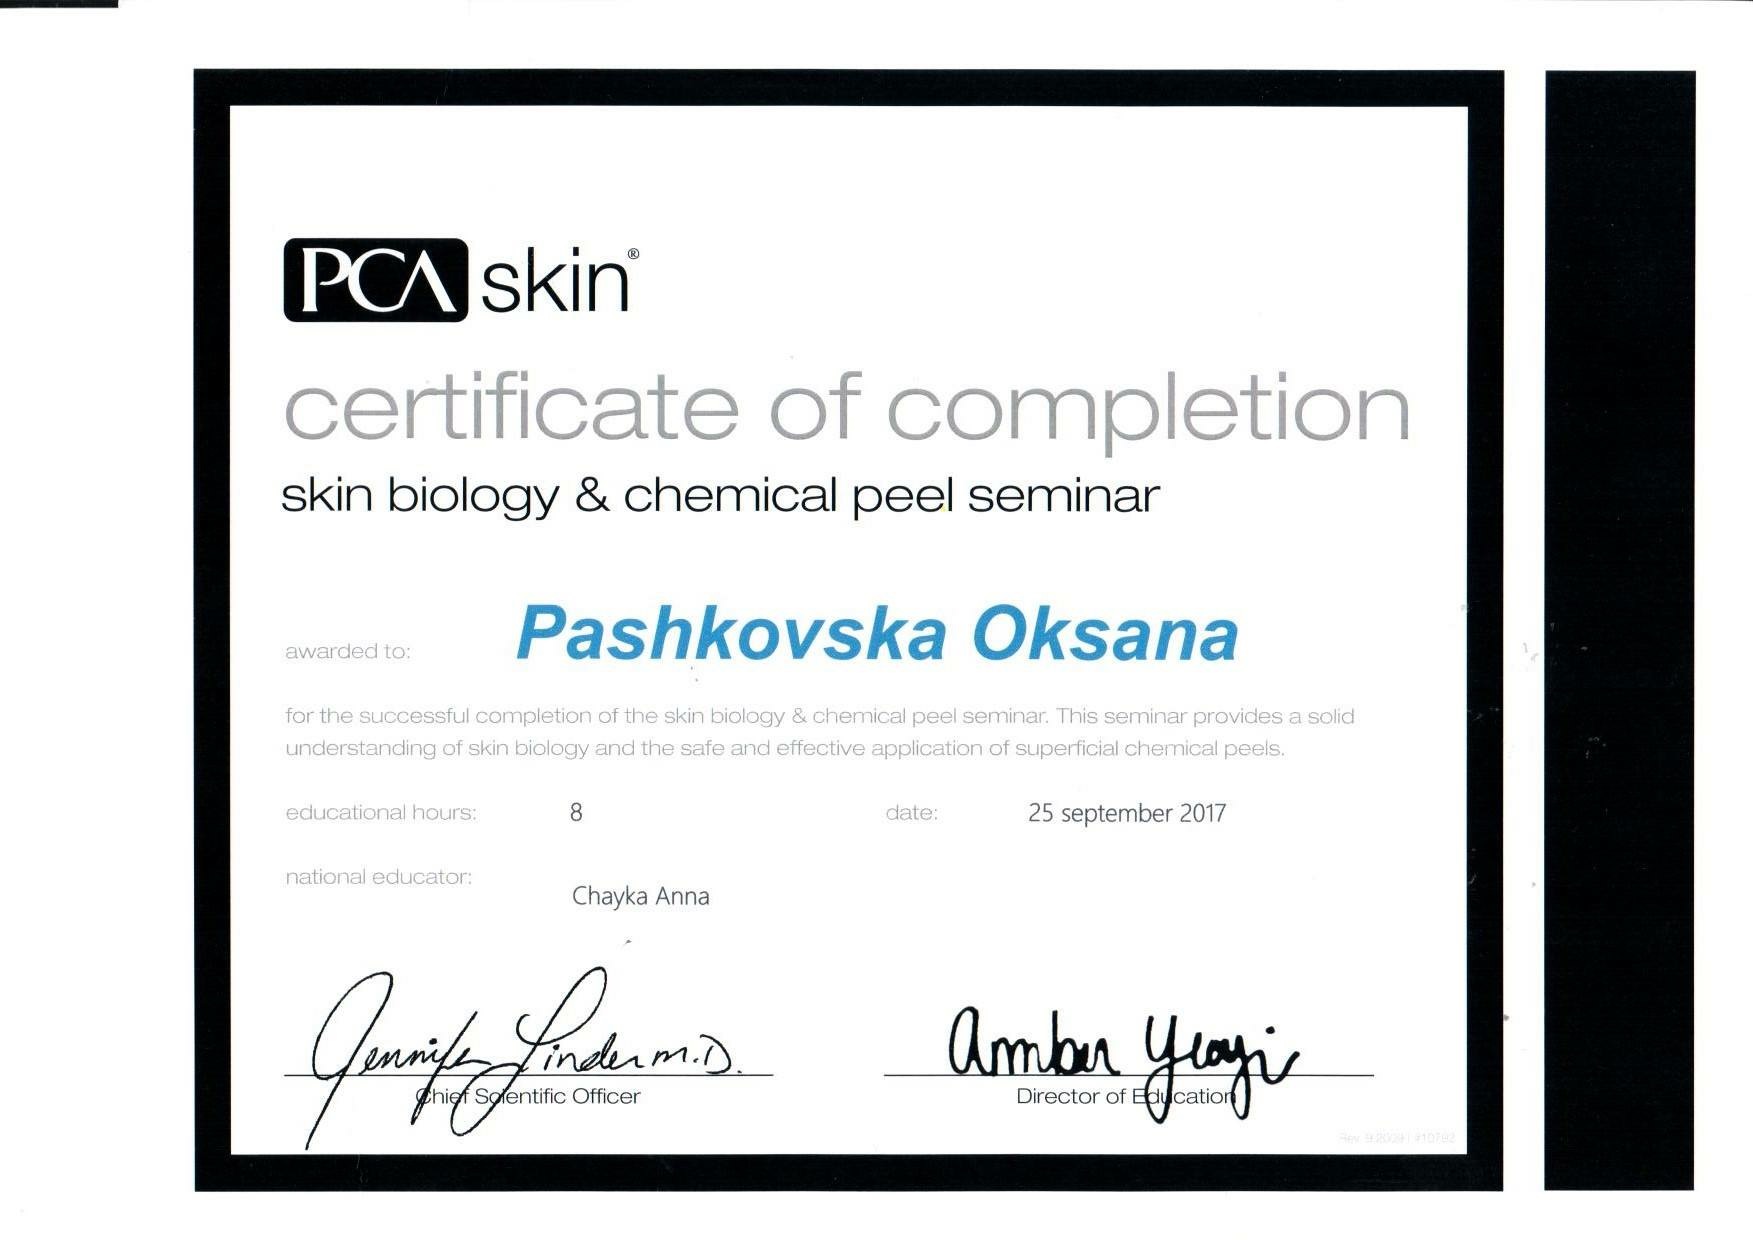 PCA skin®
certificate of completion
skin biology & chemical peel seminar
awarded to: Pashkovska Oksana
for the successful completion of the skin biology & chemical peel seminar. This seminar provides a solid
understanding of skin biology and the safe and effective application of superficial chemical peels.
educational hours: 8 date: 25 september 2017
national educator: Chayka Anna
Jennifer Linder M.D. Amber
Chief Scientific Officer Director of Education
Rev. 9.2009 | #10792